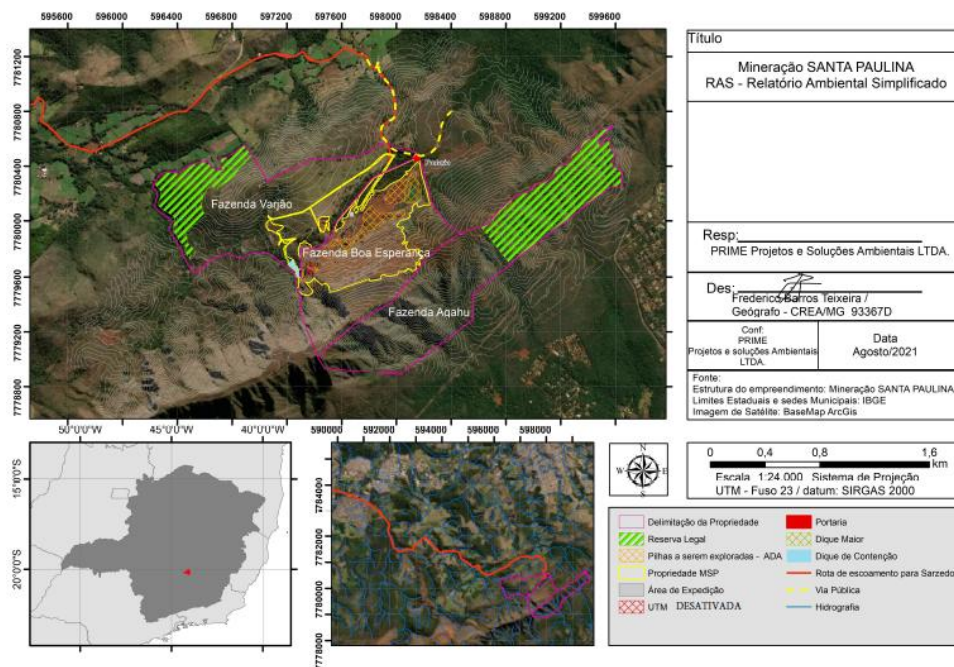 595600 596000 596400 596800 597200 597600 598000 598400 598800 599200 599600
7781200
7780800
7780400
7780000
7779600
7779200
7778800
Portaria
Fazenda Varjão
Fazenda Boa Esperança
Fazenda Agahu
Título
Mineração SANTA PAULINA
RAS - Relatório Ambiental Simplificado
Resp:
PRIME Projetos e Soluções Ambientais LTDA.
Des:
Frederico Barros Teixeira /
Geógrafo - CREA/MG 93367D
Conf:
PRIME
Projetos e soluções Ambientais
LTDA.
Data
Agosto/2021
Fonte:
Estrutura do empreendimento: Mineração SANTA PAULINA
Limites Estaduais e sedes Municipais: IBGE
Imagem de Satélite: BaseMap ArcGis
50°0'0"W 45°0'0"W 40°0'0"W
15°0'0"S
20°0'0"S
590000 592000 594000 596000 598000
7784000
7782000
7780000
7778000
N
W E
S
0 0,4 0,8 1,6
km
Escala 1:24.000 Sistema de Projeção
UTM - Fuso 23 / datum: SIRGAS 2000
Delimitação da Propriedade
Reserva Legal
Pilhas a serem exploradas - ADA
Propriedade MSP
Área de Expedição
UTM DESATIVADA
Portaria
Dique Maior
Dique de Contenção
Rota de escoamento para Sarzedo
Via Pública
Hidrografia